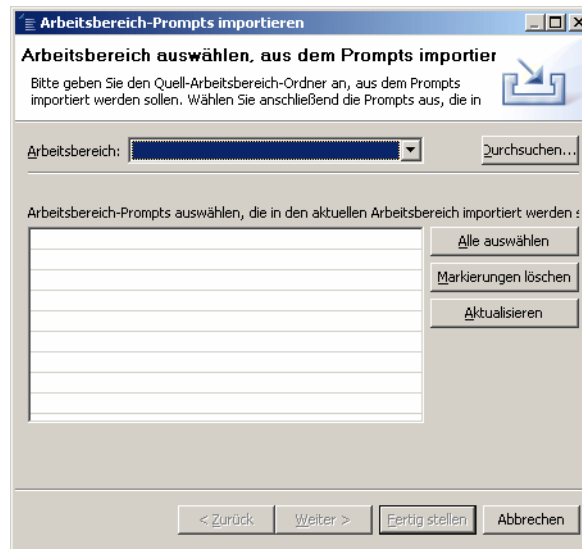 Arbeitsbereich-Prompts importieren
Arbeitsbereich auswählen, aus dem Prompts importier
Bitte geben Sie den Quell-Arbeitsbereich-Ordner an, aus dem Prompts
importiert werden sollen. Wählen Sie anschließend die Prompts aus, die in
Arbeitsbereich:
Durchsuchen...
Arbeitsbereich-Prompts auswählen, die in den aktuellen Arbeitsbereich importiert werden s
Alle auswählen
Markierungen löschen
Aktualisieren
< Zurück
Weiter >
Fertig stellen
Abbrechen